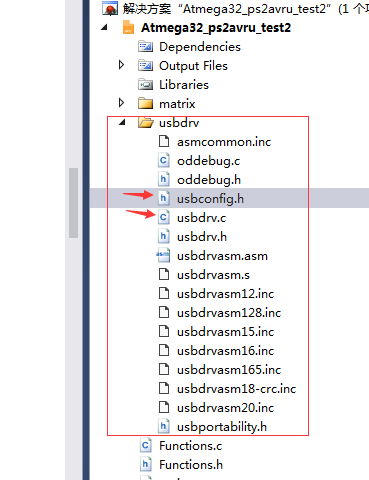 解决方案 "Atmega32_ps2avru_test2" (1 个项
Atmega32_ps2avru_test2
Dependencies
Output Files
Libraries
matrix
usbdrv
asmcommon.inc
oddebug.c
oddebug.h
usbconfig.h
usbdrv.c
usbdrv.h
usbdrvasm.asm
usbdrvasm.s
usbdrvasm12.inc
usbdrvasm128.inc
usbdrvasm15.inc
usbdrvasm16.inc
usbdrvasm165.inc
usbdrvasm18-crc.inc
usbdrvasm20.inc
usbportability.h
Functions.c
Functions.h